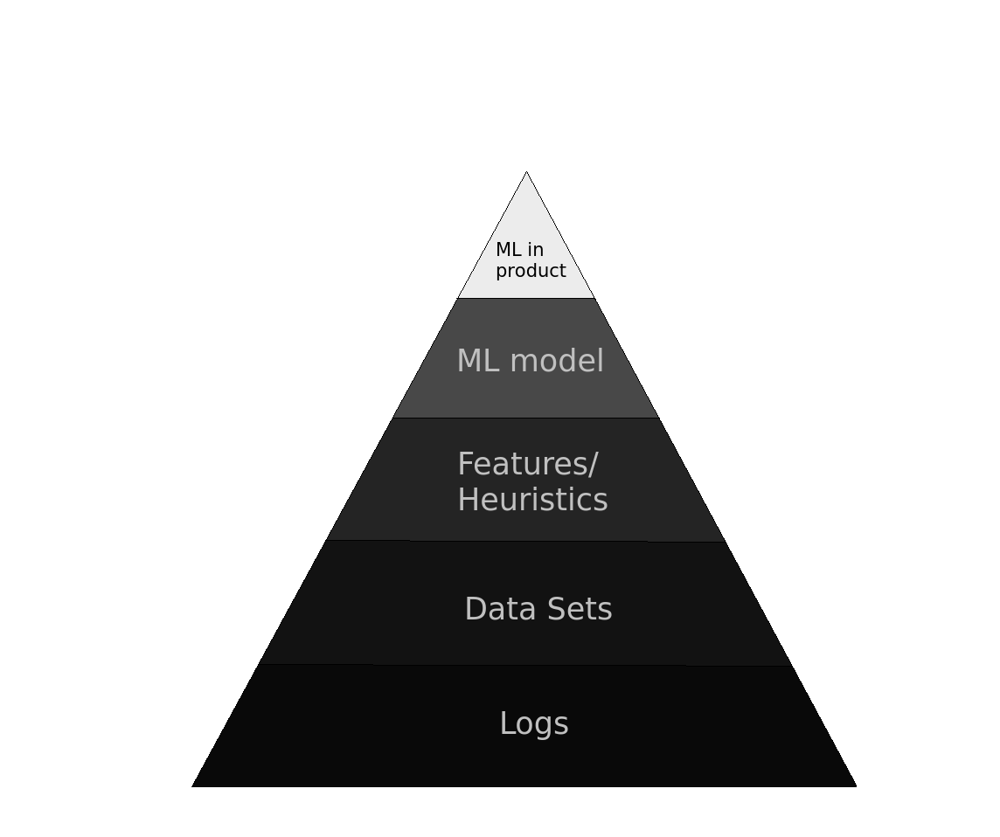 ML in
product
ML model
Features/
Heuristics
Data Sets
Logs